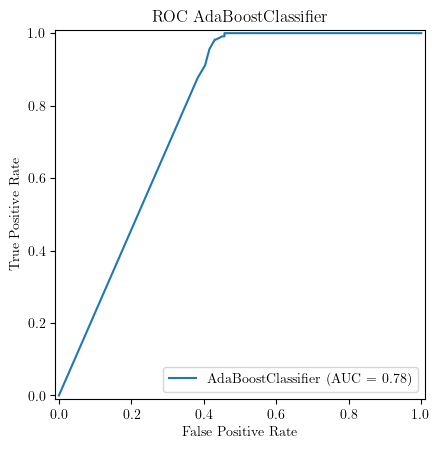 ROC AdaBoostClassifier
1.0
0.8
0.6
0.4
0.2
0.0
True Positive Rate
AdaBoostClassifier (AUC = 0.78)
0.0 0.2 0.4 0.6 0.8 1.0
False Positive Rate